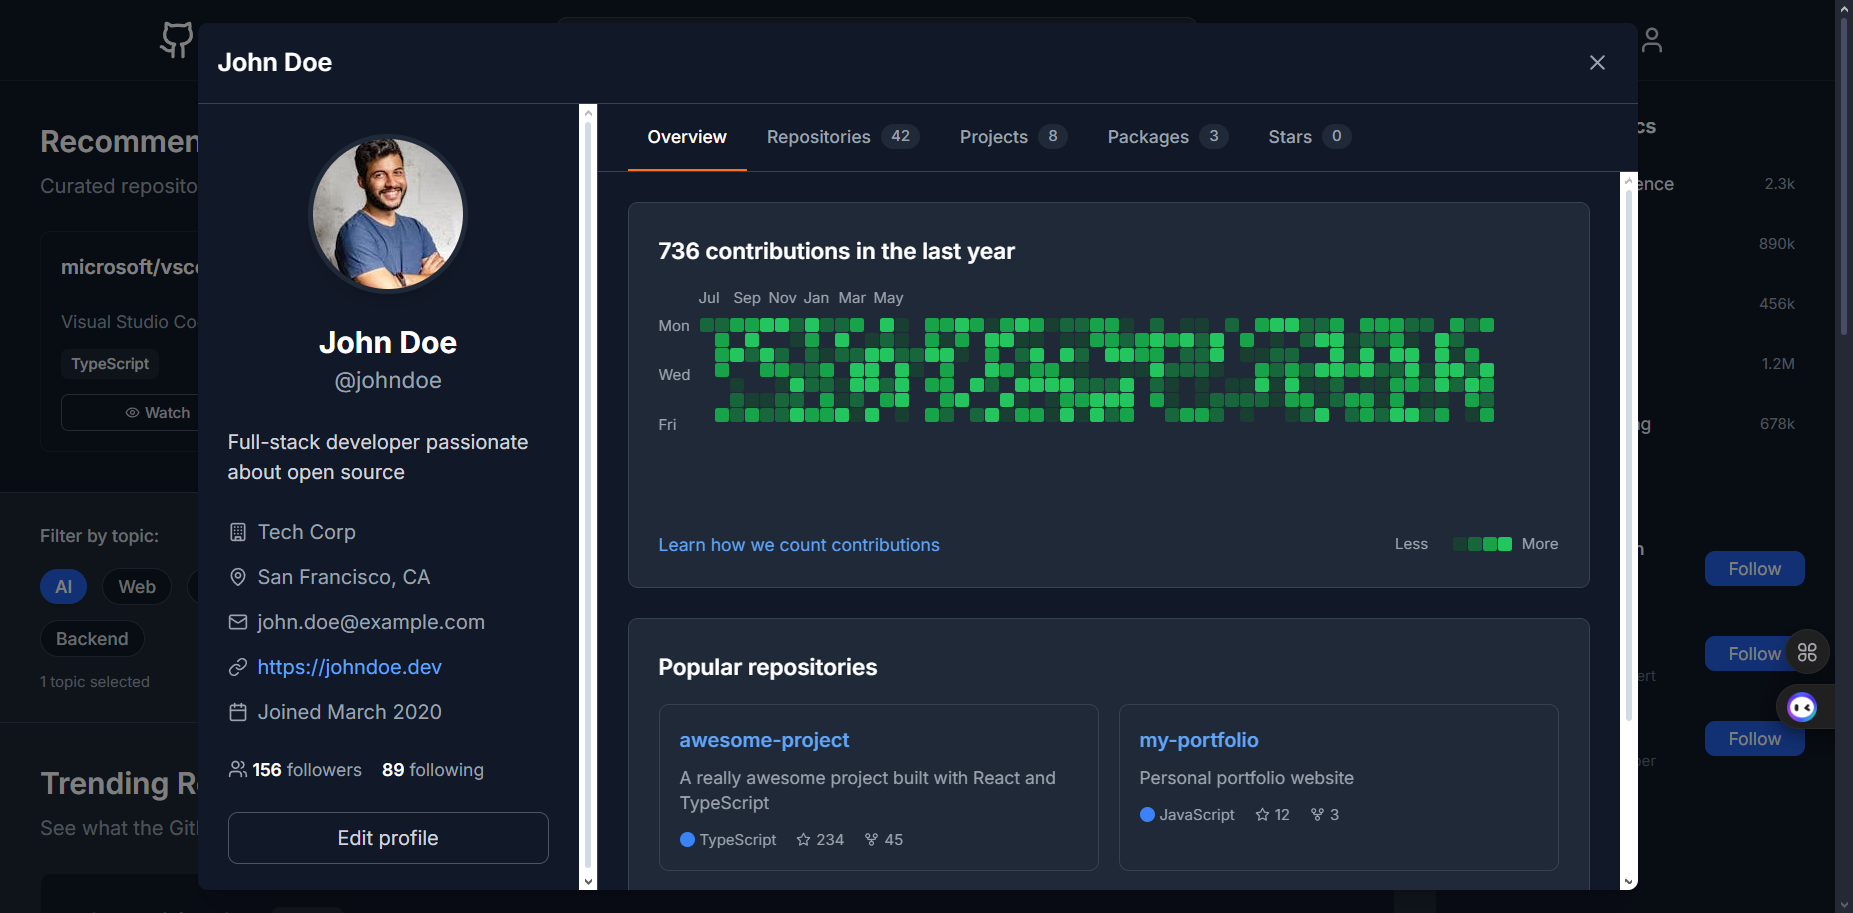 John Doe
Recommen
Curated reposito
microsoft/vsc
Visual Studio Co
TypeScript
Watch
Filter by topic:
AI
Web
Backend
1 topic selected
Trending R
See what the Git
John Doe
@johndoe
Full-stack developer passionate
about open source
Tech Corp
San Francisco, CA
john.doe@example.com
https://johndoe.dev
Joined March 2020
156 followers 89 following
Edit profile
Overview Repositories 42 Projects 8 Packages 3 Stars 0
736 contributions in the last year
Jul Sep Nov Jan Mar May
Mon
Wed
Fri
Learn how we count contributions
Less More
Popular repositories
awesome-project
A really awesome project built with React and
TypeScript
TypeScript 234 45
my-portfolio
Personal portfolio website
JavaScript 12 3
cs
ence 2.3k
890k
456k
1.2M
ng 678k
n
Follow
Follow
ert
Follow
per